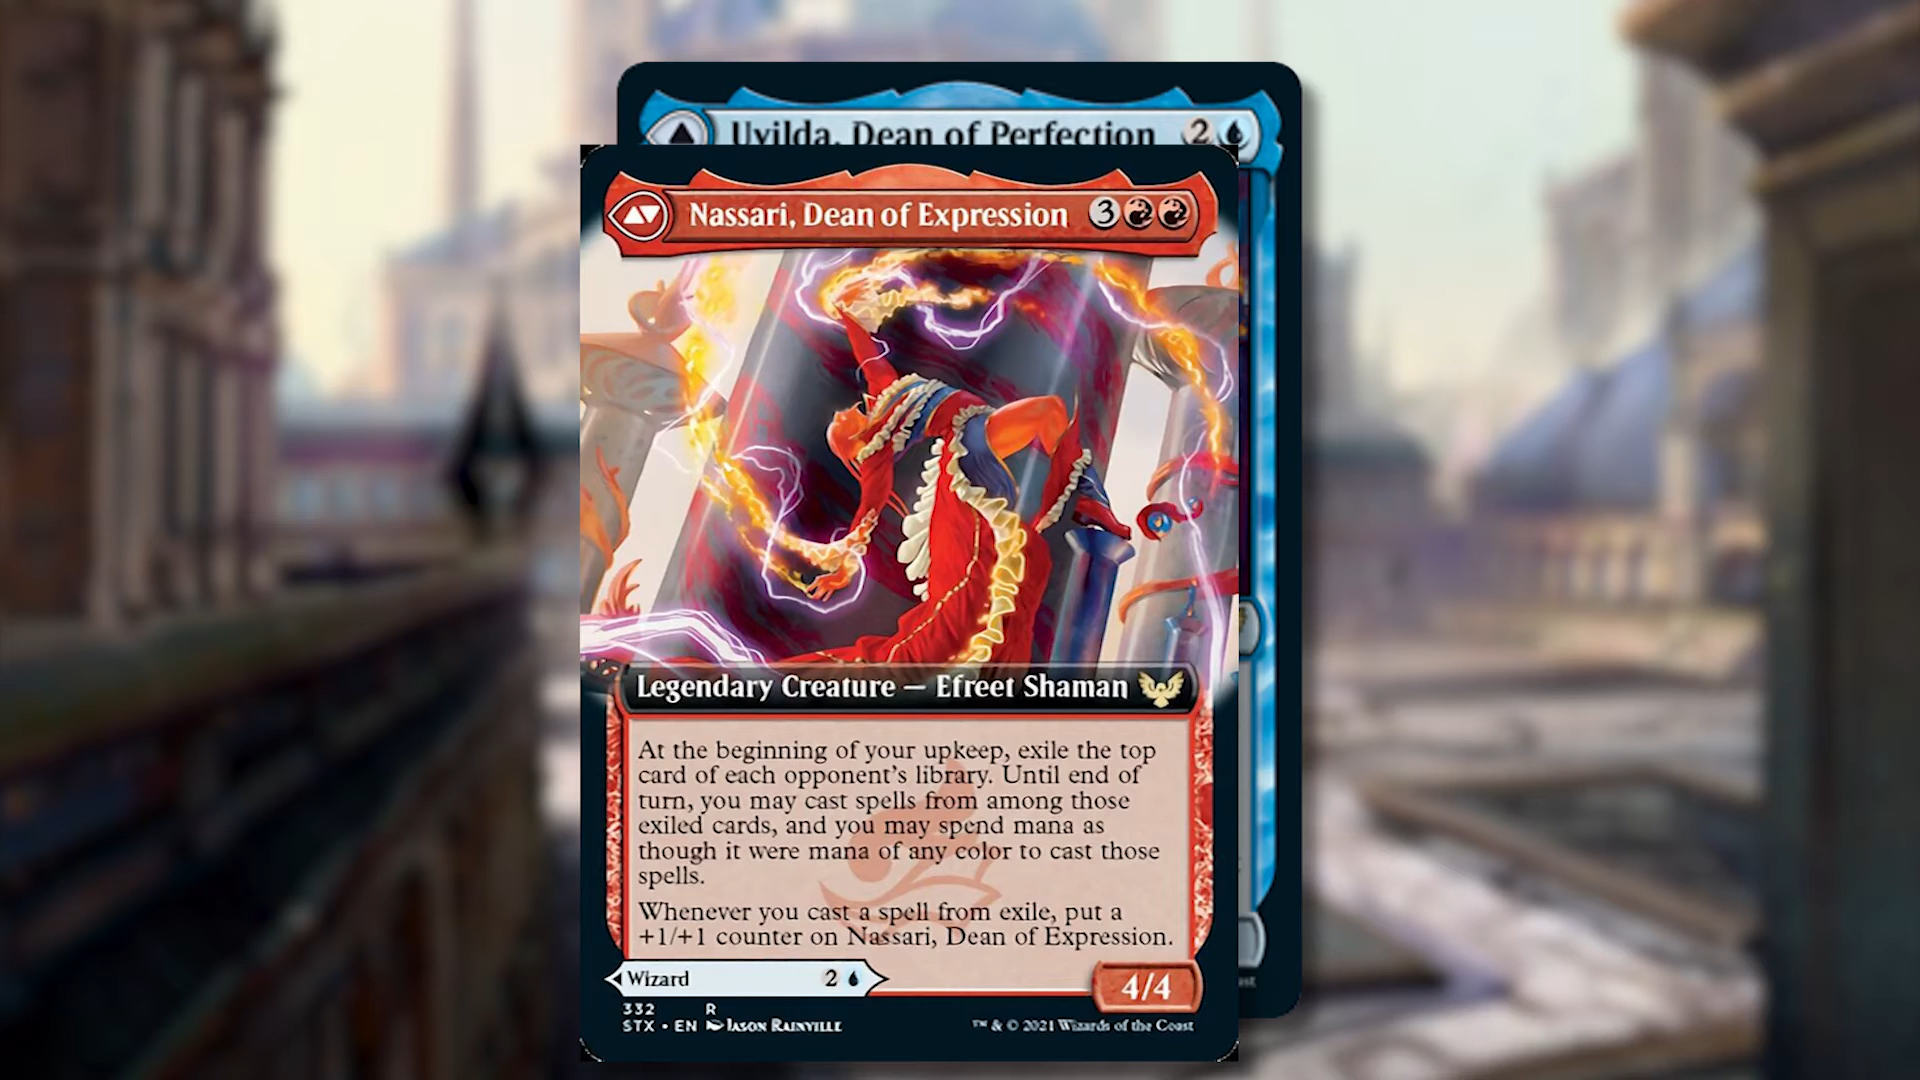 Uvilda, Dean of Perfection 2
Nassari, Dean of Expression 3
Legendary Creature — Efreet Shaman
At the beginning of your upkeep, exile the top
card of each opponent's library. Until end of
turn, you may cast spells from among those
exiled cards, and you may spend mana as
though it were mana of any color to cast those
spells.
Whenever you cast a spell from exile, put a
+1/+1 counter on Nassari, Dean of Expression.
Wizard 2
4/4
332 R
STX • EN Jason Rainville
™ & © 2021 Wizards of the Coast